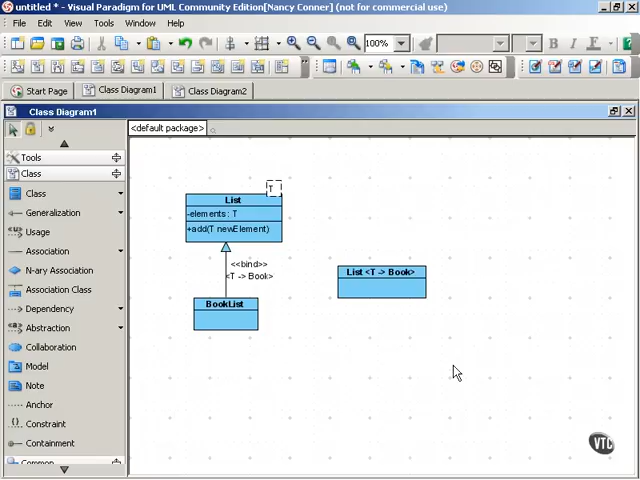 untitled * - Visual Paradigm for UML Community Edition[Nancy Conner] (not for commercial use)
File Edit View Tools Window Help
100%
B I
Start Page
Class Diagram1
Class Diagram2
Class Diagram1
<default package>
Tools
Class
Class
Generalization
Usage
Association
N-ary Association
Association Class
Dependency
Abstraction
Collaboration
Model
Note
Anchor
Constraint
Containment
Common
T
List
-elements : T
+add(T newElement)
<<bind>>
<T -> Book>
BookList
List <T -> Book>
VTC